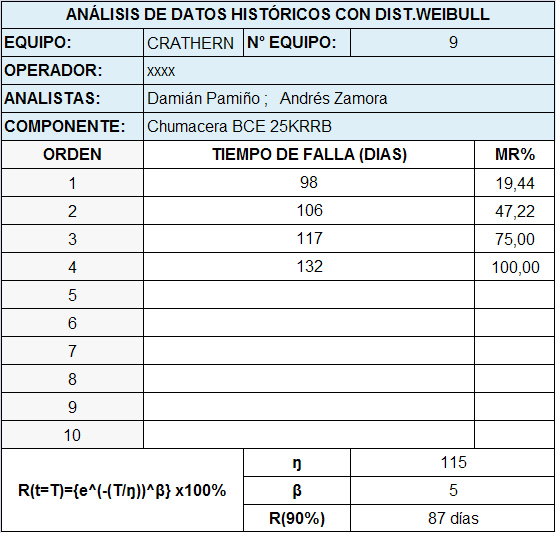 ANÁLISIS DE DATOS HISTÓRICOS CON DIST.WEIBULL
EQUIPO: CRATHERN N° EQUIPO: 9
OPERADOR: xxxx
ANALISTAS: Damián Pamiño ; Andrés Zamora
COMPONENTE: Chumacera BCE 25KRRB
ORDEN TIEMPO DE FALLA (DIAS) MR%
1 98 19,44
2 106 47,22
3 117 75,00
4 132 100,00
5
6
7
8
9
10
R(t=T)={e^(-(T/ŋ))^β} x100%
ŋ 115
β 5
R(90%) 87 días